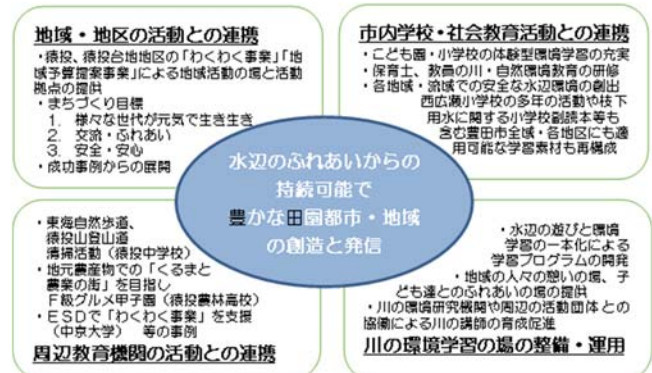 地域・地区の活動との連携
・猿投、猿投台地地区の「わくわく事業」「地
域予算提案事業」による地域活動の場と活動
拠点の提供
・まちづくり目標
1. 様々な世代が元気で生き生き
2. 交流・ふれあい
3. 安全・安心
・成功事例からの展開
市内学校・社会教育活動との連携
・こども園・小学校の体験型環境学習の充実
・保育士、教員の川・自然環境教育の研修
・各地域・流域での安全な水辺環境の創出
西広瀬小学校の多年の活動や枝下
用水に関する小学校副読本等も
含む豊田市全域・各地区にも適
用可能な学習素材も再構成
水辺のふれあいからの
持続可能で
豊かな田園都市・地域
の創造と発信
・東海自然歩道、
猿投山登山道
清掃活動（猿投中学校）
・地元農産物での「くるまと
農業の街」を目指し
F級グルメ甲子園（猿投農林高校）
・ESDで「わくわく事業」を支援
（中京大学） 等の事例
周辺教育機関の活動との連携
・水辺の遊びと環境
学習の一本化による
学習プログラムの開発
・地域の人々の憩いの場、子
ども達とのふれあいの場の提供
・川の環境研究機関や周辺の活動団体との
協働による川の講師の育成促進
川の環境学習の場の整備・運用